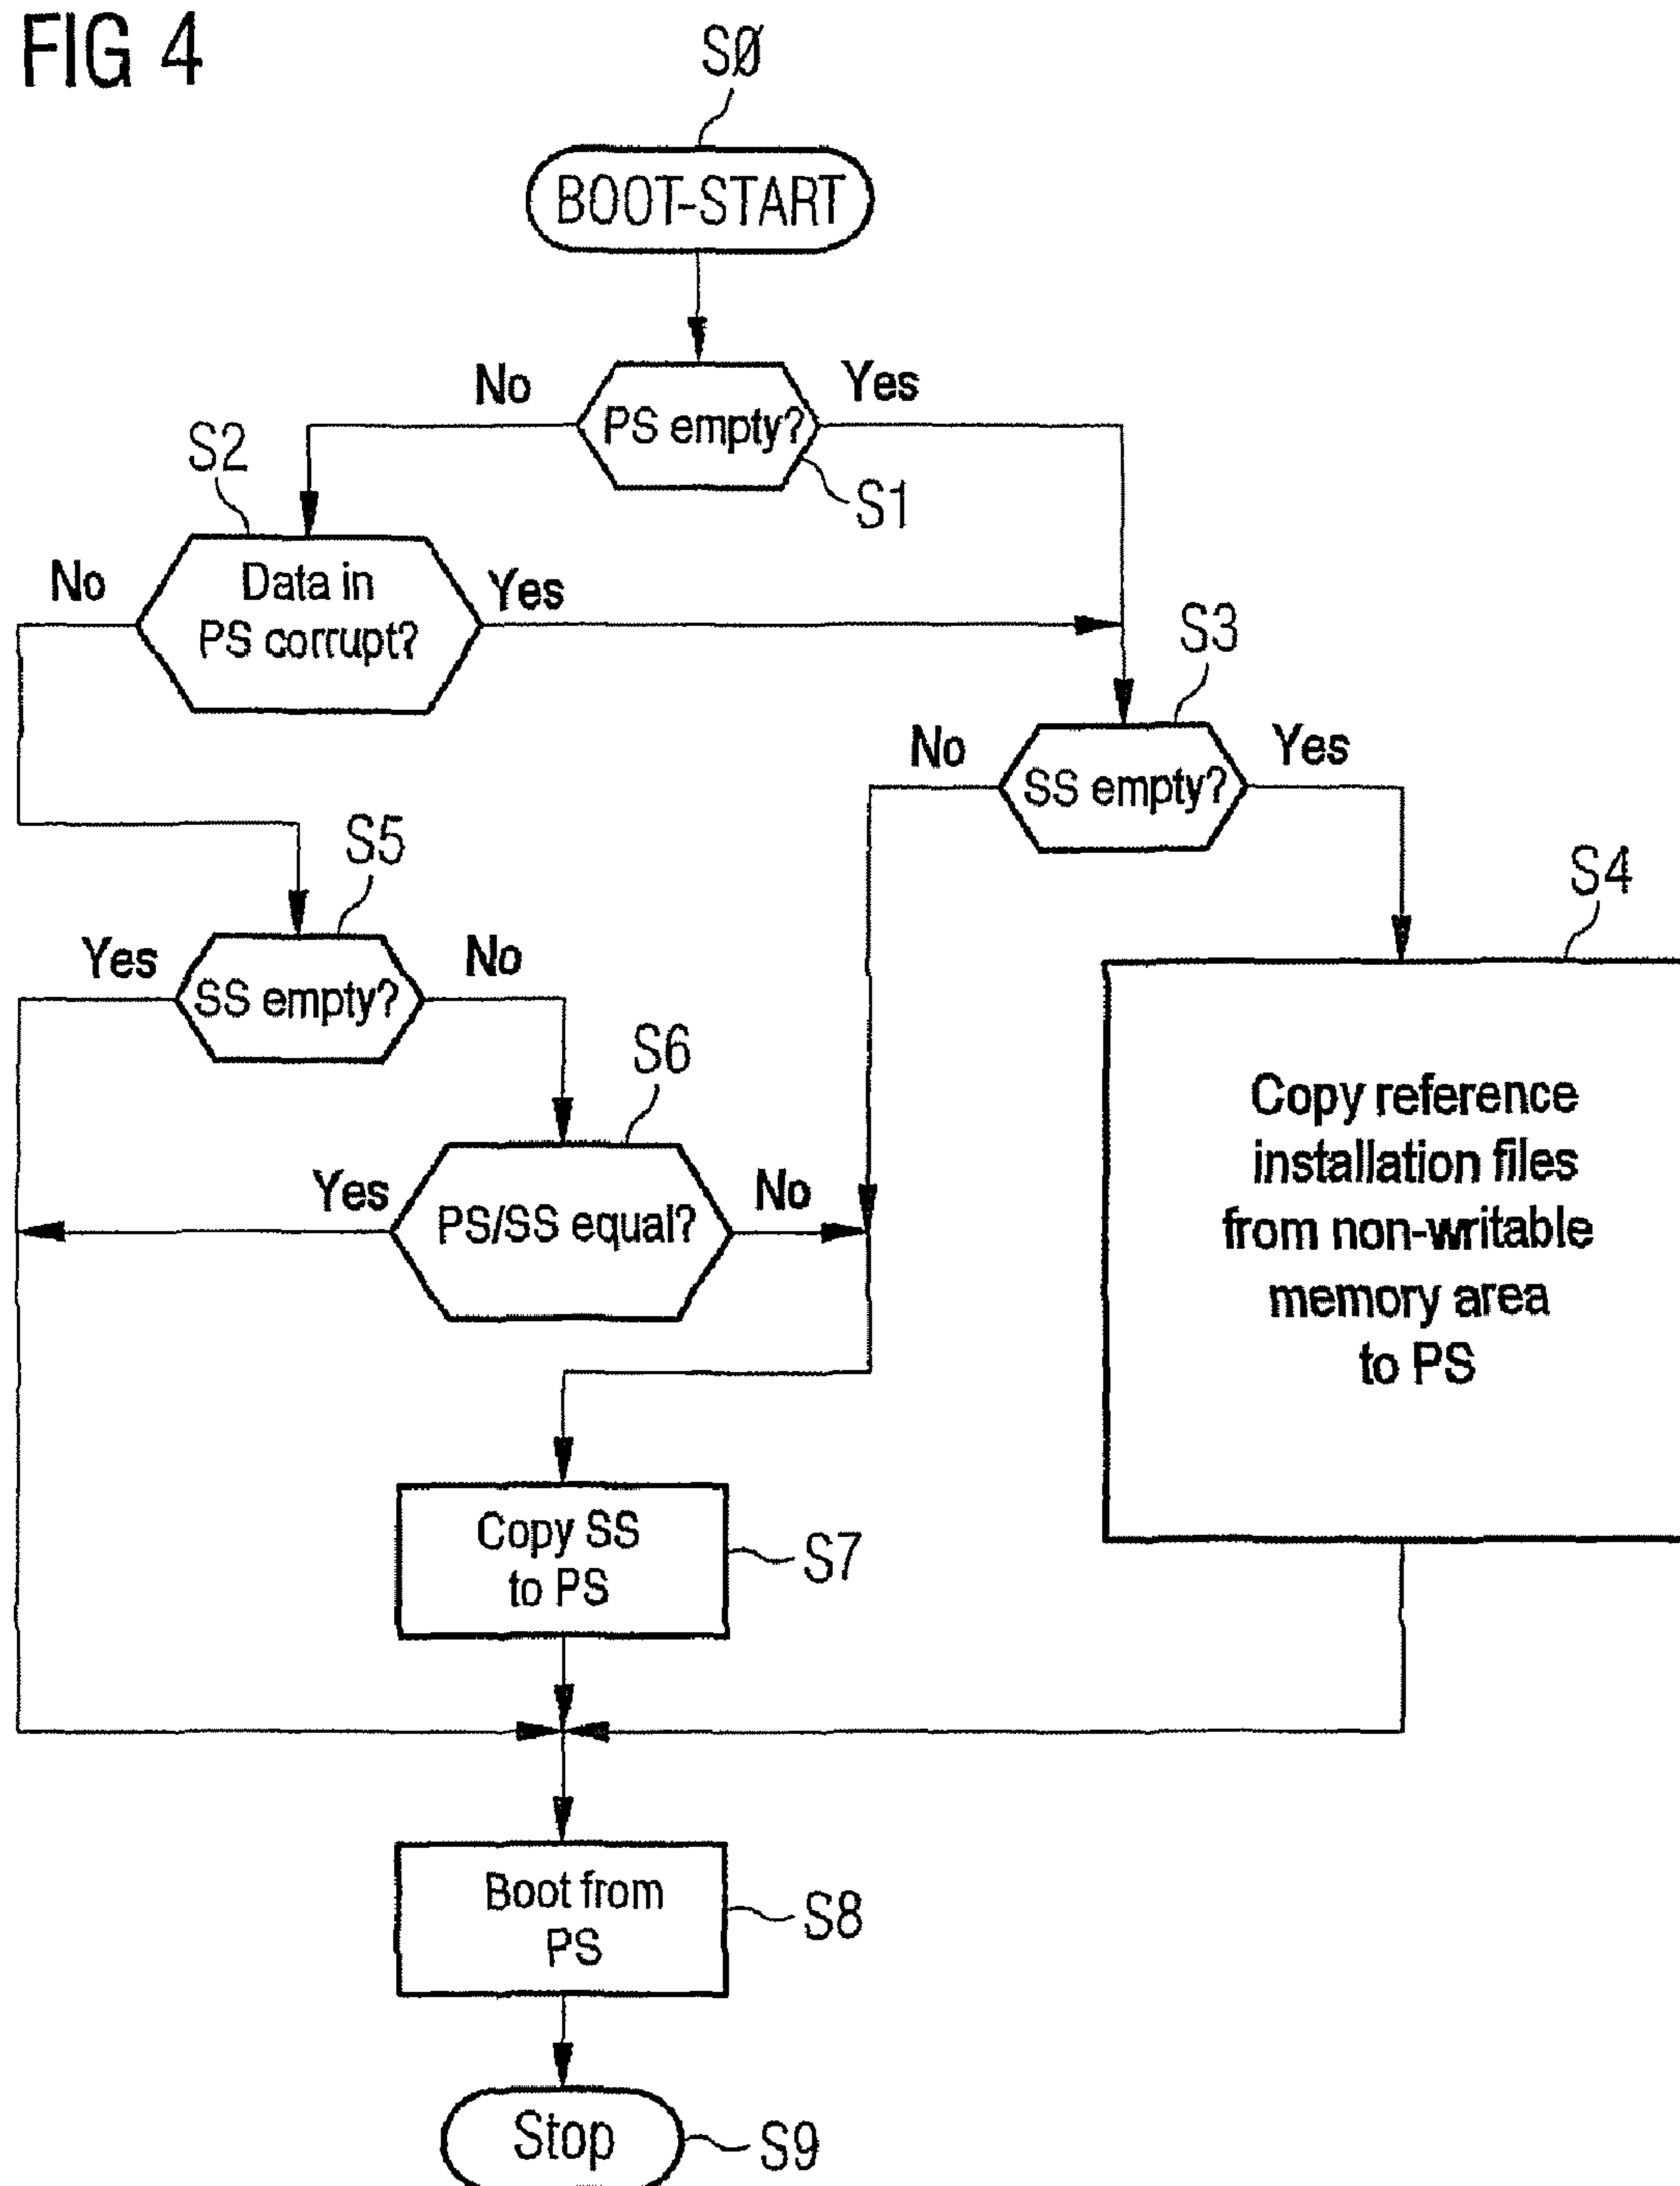 FIG 4
SØ
BOOT-START
No
Yes
PS empty?
S1
S2
No
Data in
PS corrupt?
Yes
S3
No
SS empty?
Yes
S4
S5
Yes
SS empty?
No
S6
Yes
PS/SS equal?
No
Copy reference
installation files
from non-writable
memory area
to PS
Copy SS
to PS
S7
Boot from
PS
S8
Stop
S9